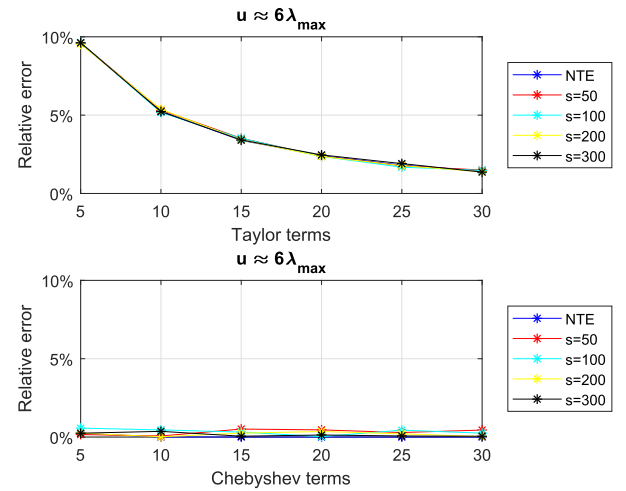 u ≈ 6λmax
10%
5%
0%
Relative error
5 10 15 20 25 30
Taylor terms
NTE
s=50
s=100
s=200
s=300
u ≈ 6λmax
10%
5%
0%
Relative error
5 10 15 20 25 30
Chebyshev terms
NTE
s=50
s=100
s=200
s=300